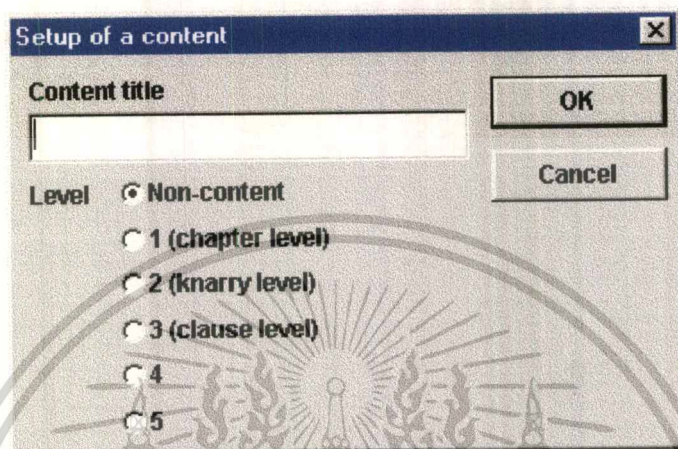 Setup of a content
Content title
OK
Cancel
Level Non-content
1 (chapter level)
2 (knarry level)
3 (clause level)
4
5